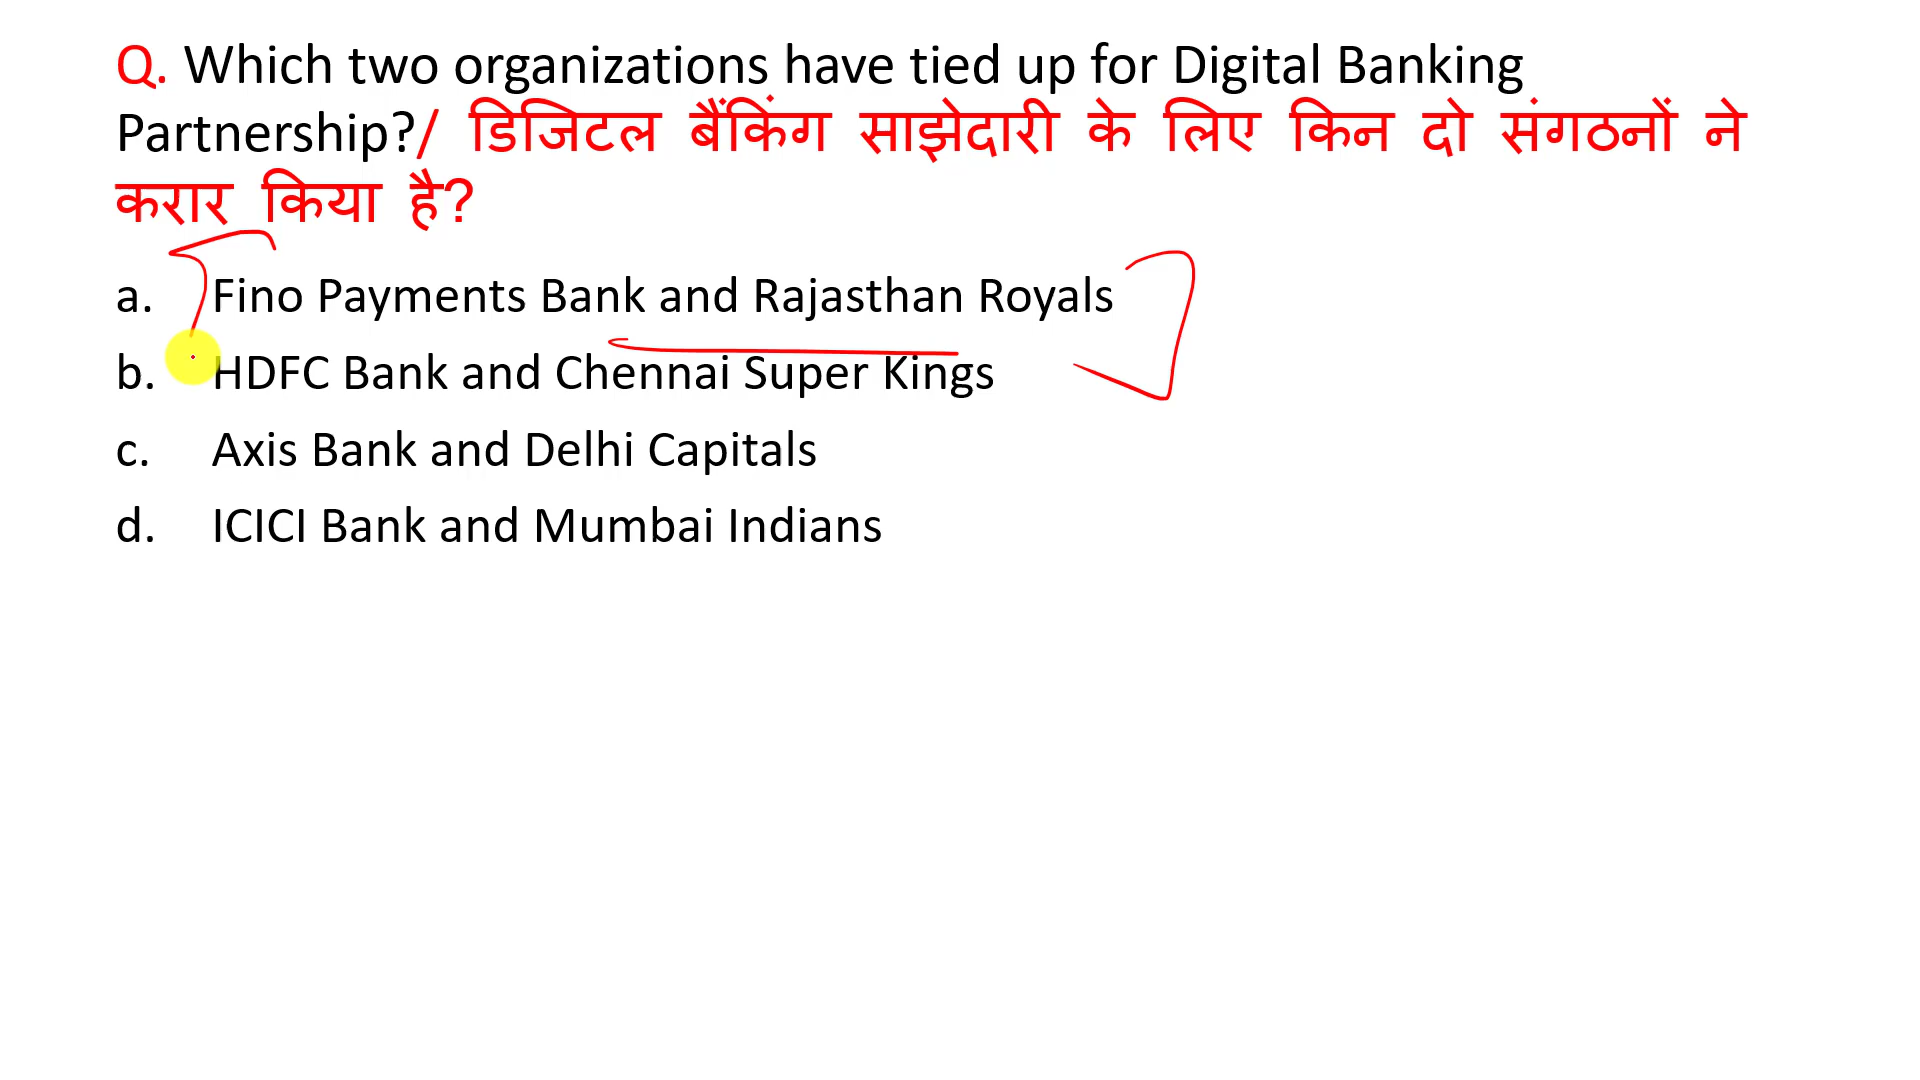 Q. Which two organizations have tied up for Digital Banking
Partnership?/ डिजिटल बैंकिंग साझेदारी के लिए किन दो संगठनों ने
करार किया है?
a. Fino Payments Bank and Rajasthan Royals
b. HDFC Bank and Chennai Super Kings
c. Axis Bank and Delhi Capitals
d. ICICI Bank and Mumbai Indians